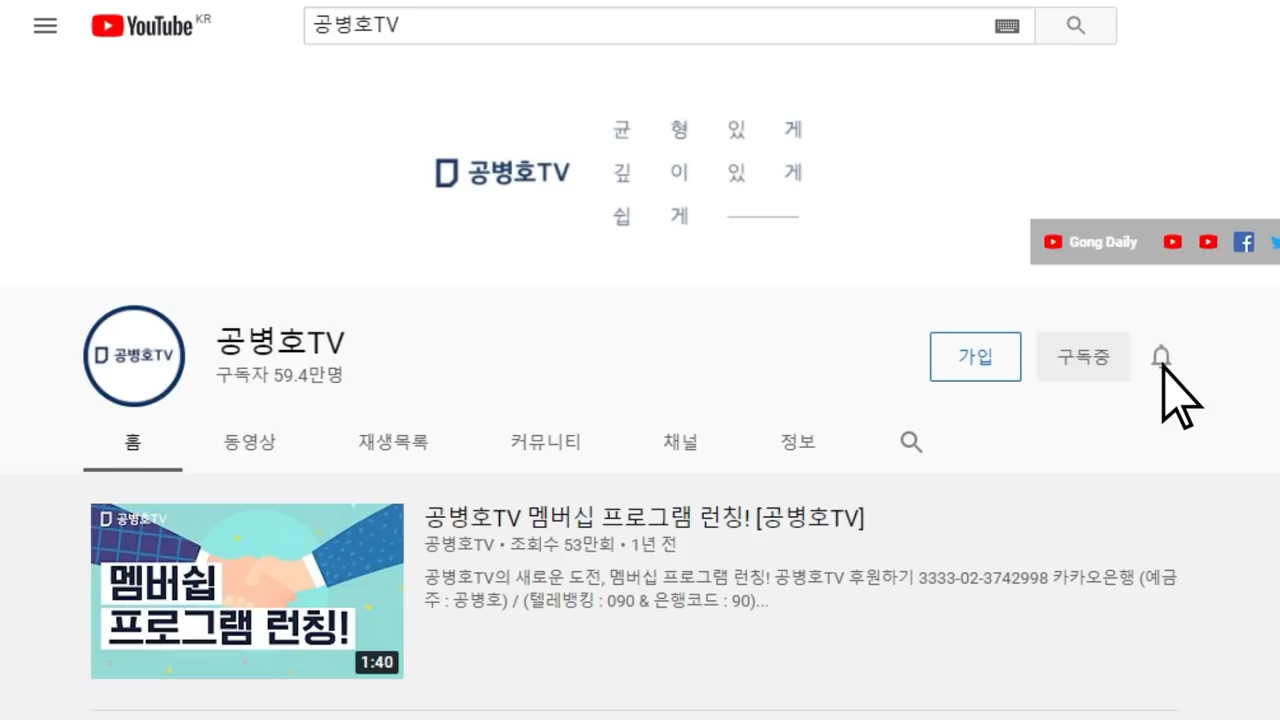 YouTube KR
공병호TV
균형있게
공병호TV 깊이있게
쉽게
Gong Daily
공병호TV
공병호TV
구독자 59.4만명
가입
구독중
홈 동영상 재생목록 커뮤니티 채널 정보
공병호TV
멤버쉽
프로그램 런칭!
1:40
공병호TV 멤버십 프로그램 런칭! [공병호TV]
공병호TV • 조회수 53만회 • 1년 전
공병호TV의 새로운 도전, 멤버십 프로그램 런칭! 공병호TV 후원하기 3333-02-3742998 카카오은행 (예금
주 : 공병호) / (텔레뱅킹 : 090 & 은행코드 : 90)...